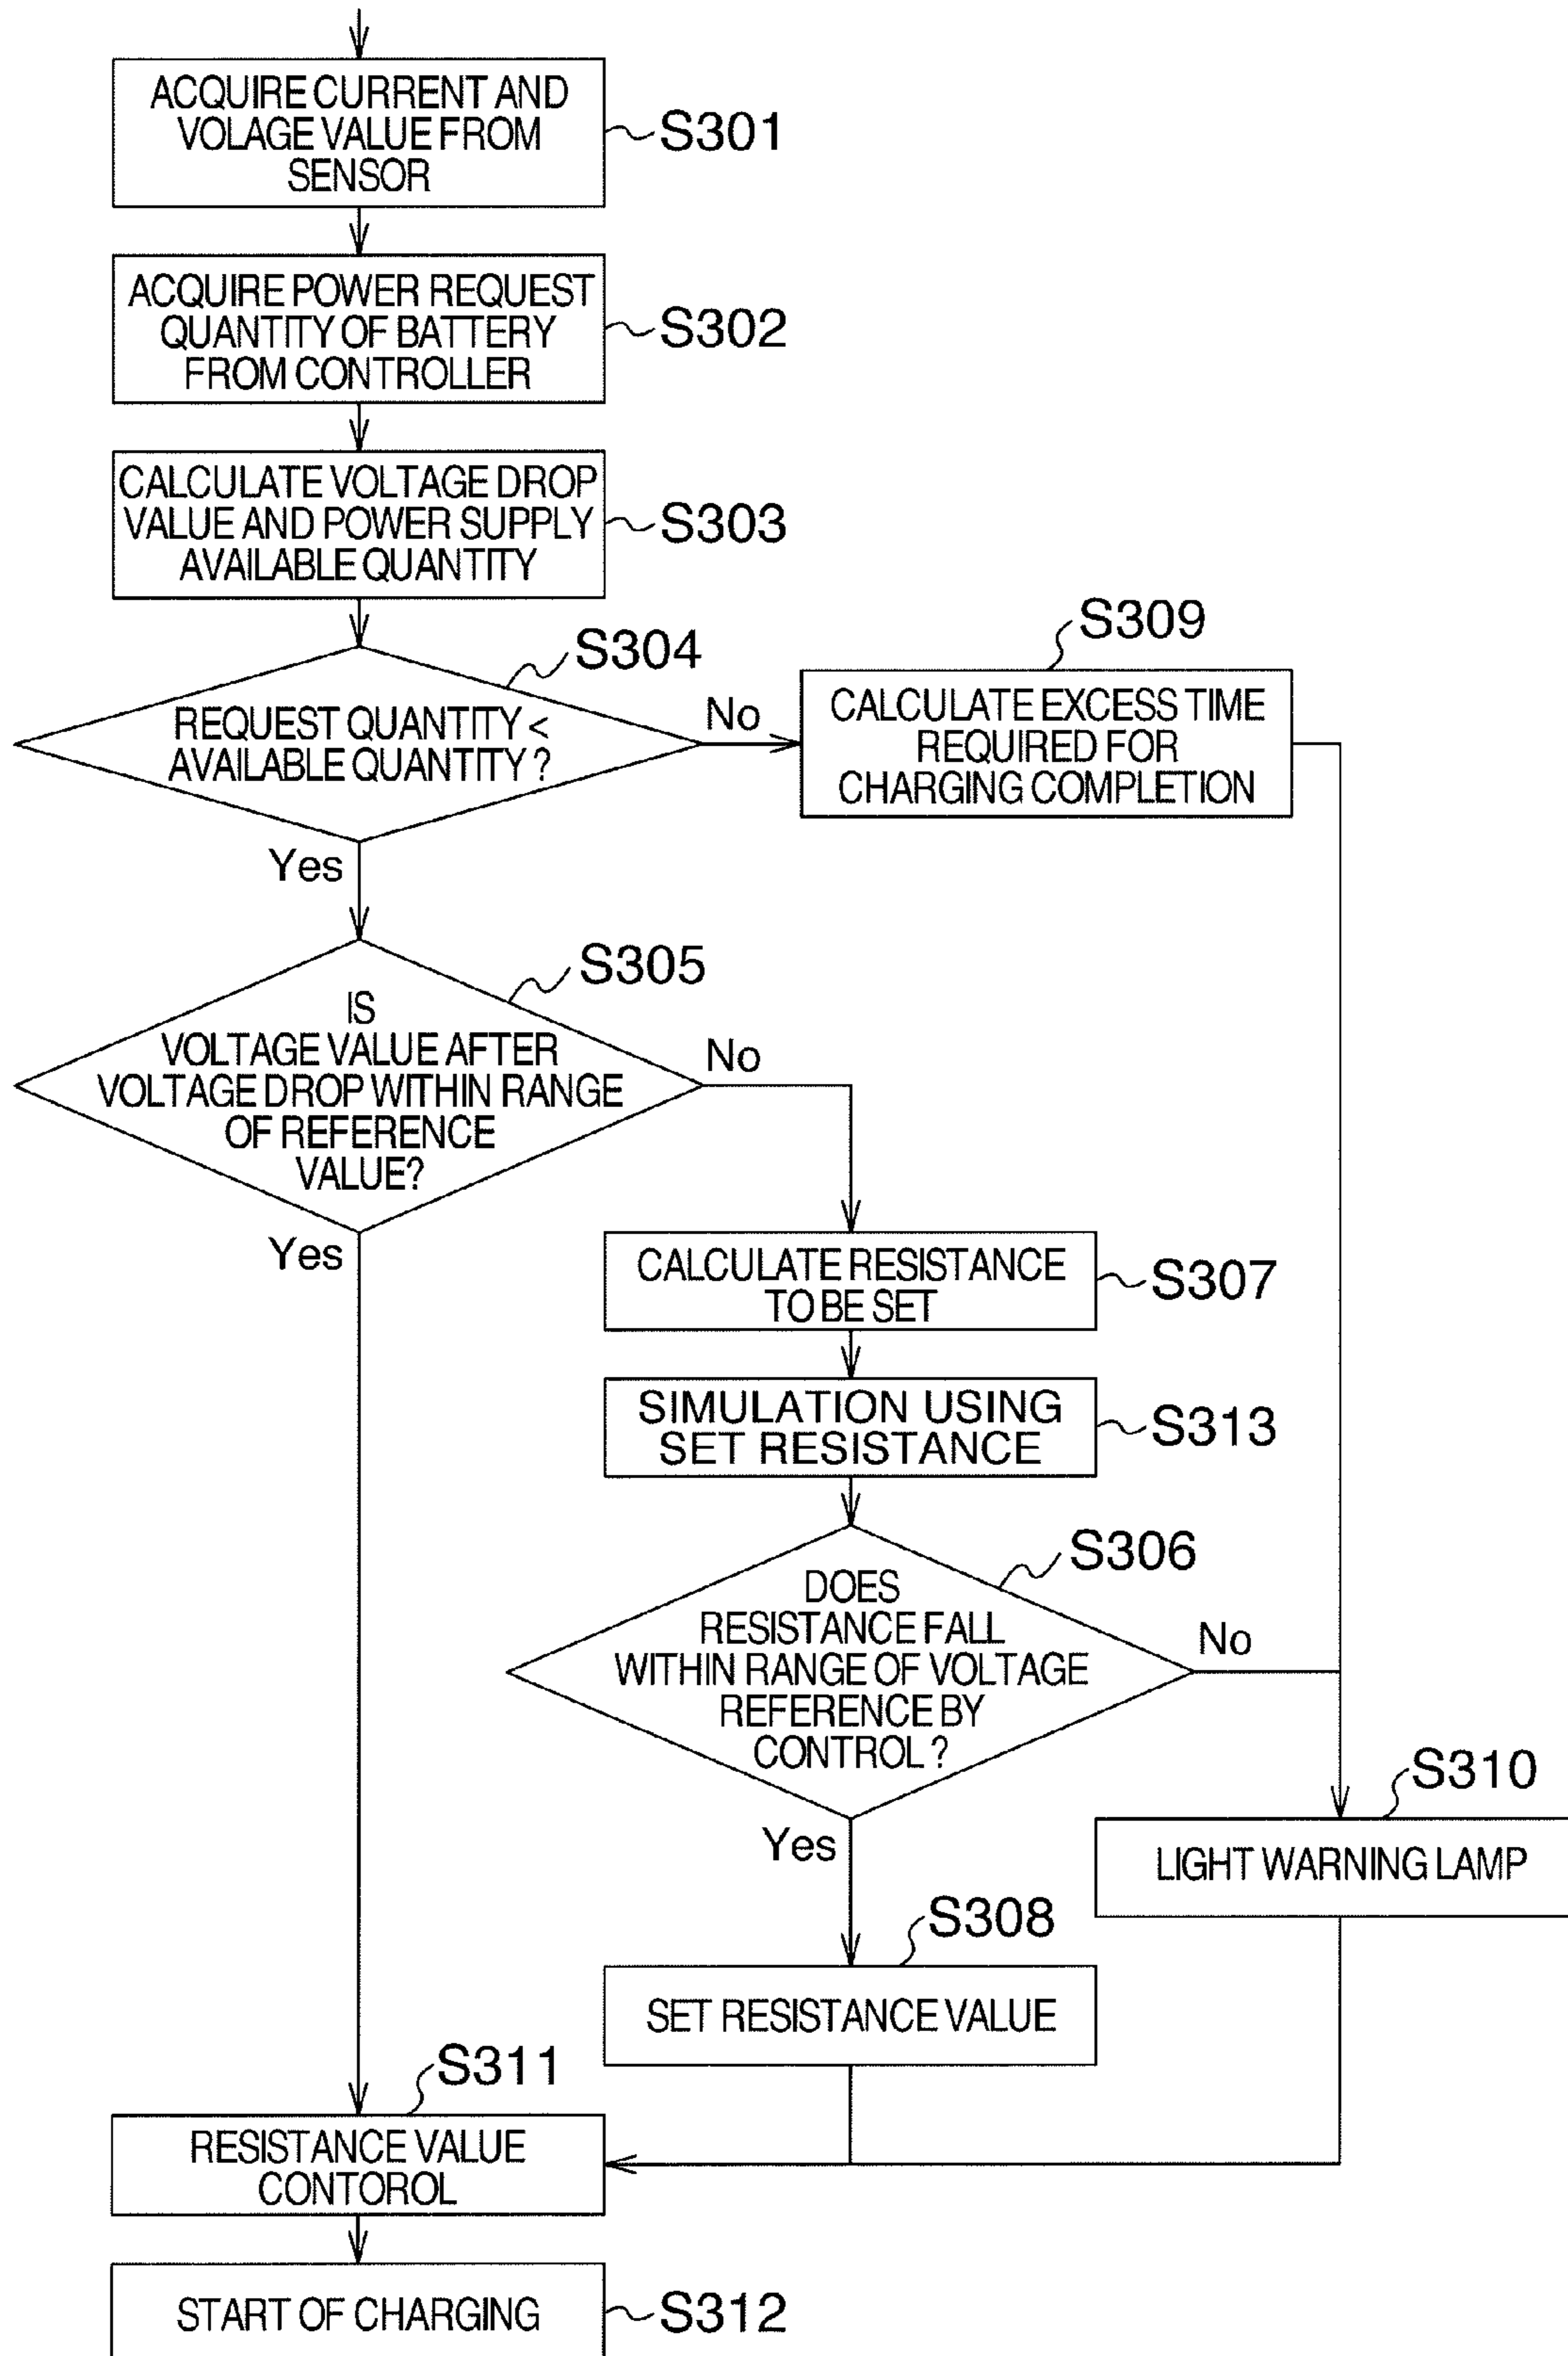 ACQUIRE CURRENT AND
VOLAGE VALUE FROM
SENSOR
S301
ACQUIRE POWER REQUEST
QUANTITY OF BATTERY
FROM CONTROLLER
S302
CALCULATE VOLTAGE DROP
VALUE AND POWER SUPPLY
AVAILABLE QUANTITY
S303
S304
REQUEST QUANTITY <
AVAILABLE QUANTITY ?
No
Yes
S309
CALCULATE EXCESS TIME
REQUIRED FOR
CHARGING COMPLETION
S305
IS
VOLTAGE VALUE AFTER
VOLTAGE DROP WITHIN RANGE
OF REFERENCE
VALUE?
No
Yes
CALCULATE RESISTANCE
TO BE SET
S307
SIMULATION USING
SET RESISTANCE
S313
S306
DOES
RESISTANCE FALL
WITHIN RANGE OF VOLTAGE
REFERENCE BY
CONTROL ?
No
Yes
S310
LIGHT WARNING LAMP
S308
SET RESISTANCE VALUE
S311
RESISTANCE VALUE
CONTOROL
START OF CHARGING
S312